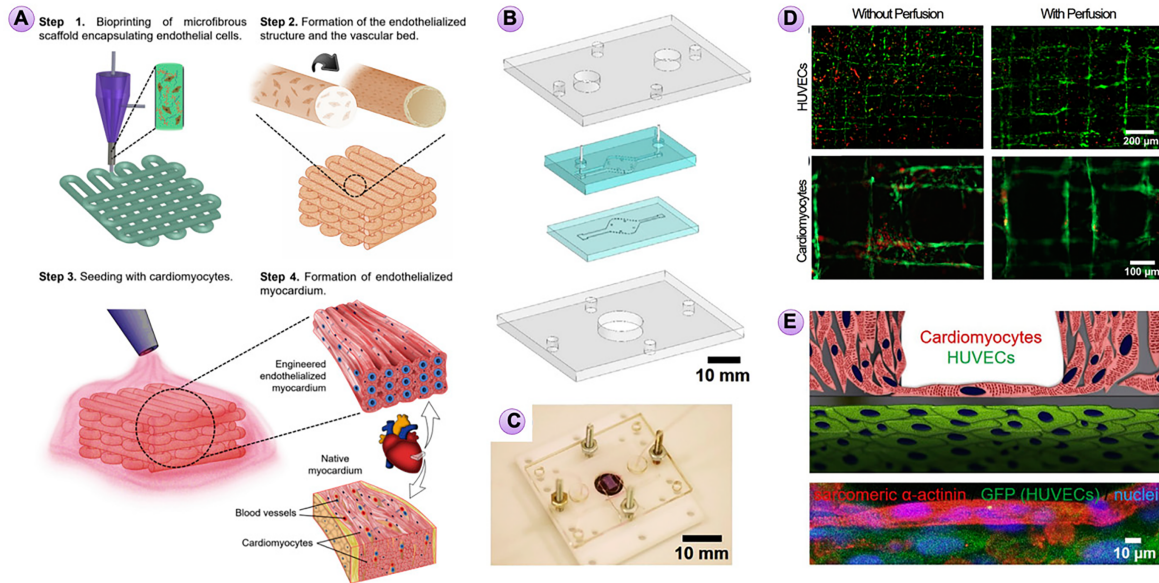 A
Step 1. Bioprinting of microfibrous
scaffold encapsulating endothelial cells.
Step 2. Formation of the endothelialized
structure and the vascular bed.
Step 3. Seeding with cardiomyocytes.
Step 4. Formation of endothelialized
myocardium.
Engineered
endothelialized
myocardium
Native
myocardium
Blood vessels
Cardiomyocytes
B
10 mm
C
10 mm
D
Without Perfusion
With Perfusion
HUVECs
200 μm
Cardiomyocytes
100 μm
E
Cardiomyocytes
HUVECs
sarcomeric α-actinin GFP (HUVECs) nuclei
10 μm